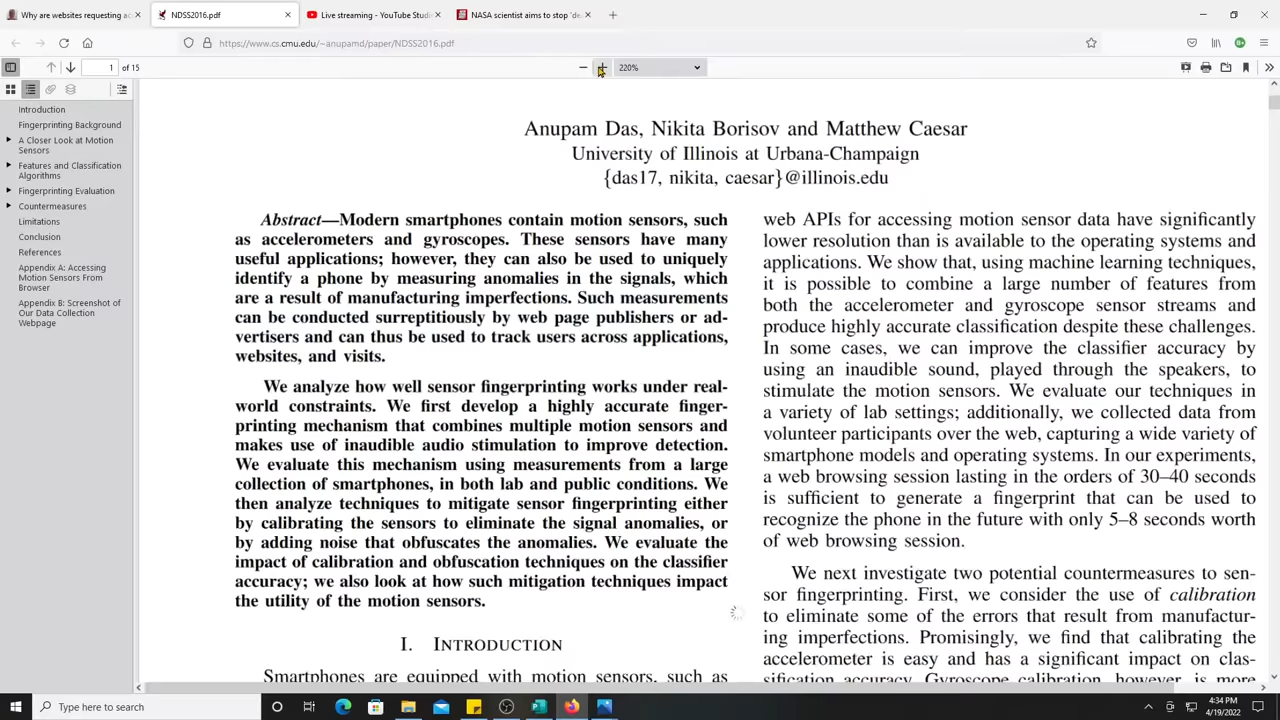 Why are websites requesting ac
NDSS2016.pdf
Live streaming - YouTube Studi
NASA scientist aims to stop 'de
https://www.cs.cmu.edu/~anupamd/paper/NDSS2016.pdf
1 of 15
220%
Introduction
Fingerprinting Background
A Closer Look at Motion
Sensors
Features and Classification
Algorithms
Fingerprinting Evaluation
Countermeasures
Limitations
Conclusion
References
Appendix A: Accessing
Motion Sensors From
Browser
Appendix B: Screenshot of
Our Data Collection
Webpage
Anupam Das, Nikita Borisov and Matthew Caesar
University of Illinois at Urbana-Champaign
{das17, nikita, caesar}@illinois.edu
Abstract—Modern smartphones contain motion sensors, such
as accelerometers and gyroscopes. These sensors have many
useful applications; however, they can also be used to uniquely
identify a phone by measuring anomalies in the signals, which
are a result of manufacturing imperfections. Such measurements
can be conducted surreptitiously by web page publishers or ad-
vertisers and can thus be used to track users across applications,
websites, and visits.
We analyze how well sensor fingerprinting works under real-
world constraints. We first develop a highly accurate finger-
printing mechanism that combines multiple motion sensors and
makes use of inaudible audio stimulation to improve detection.
We evaluate this mechanism using measurements from a large
collection of smartphones, in both lab and public conditions. We
then analyze techniques to mitigate sensor fingerprinting either
by calibrating the sensors to eliminate the signal anomalies, or
by adding noise that obfuscates the anomalies. We evaluate the
impact of calibration and obfuscation techniques on the classifier
accuracy; we also look at how such mitigation techniques impact
the utility of the motion sensors.
I. INTRODUCTION
Smartphones are equipped with motion sensors, such as
web APIs for accessing motion sensor data have significantly
lower resolution than is available to the operating systems and
applications. We show that, using machine learning techniques,
it is possible to combine a large number of features from
both the accelerometer and gyroscope sensor streams and
produce highly accurate classification despite these challenges.
In some cases, we can improve the classifier accuracy by
using an inaudible sound, played through the speakers, to
stimulate the motion sensors. We evaluate our techniques in
a variety of lab settings; additionally, we collected data from
volunteer participants over the web, capturing a wide variety of
smartphone models and operating systems. In our experiments,
a web browsing session lasting in the orders of 30–40 seconds
is sufficient to generate a fingerprint that can be used to
recognize the phone in the future with only 5–8 seconds worth
of web browsing session.
We next investigate two potential countermeasures to sen-
sor fingerprinting. First, we consider the use of calibration
to eliminate some of the errors that result from manufactur-
ing imperfections. Promisingly, we find that calibrating the
accelerometer is easy and has a significant impact on clas-
sification accuracy. Gyroscope calibration, however, is more
Type here to search
4:34 PM
4/19/2022